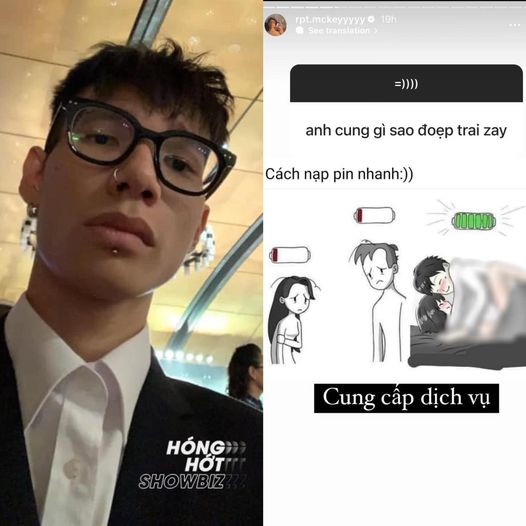 HÓNG
HỚT
SHOWBIZ
rpt.mckeyyyyy 19h
See translation >
=))))
anh cung gì sao đoẹp trai zay
Cách nạp pin nhanh:))
Cung cấp dịch vụ